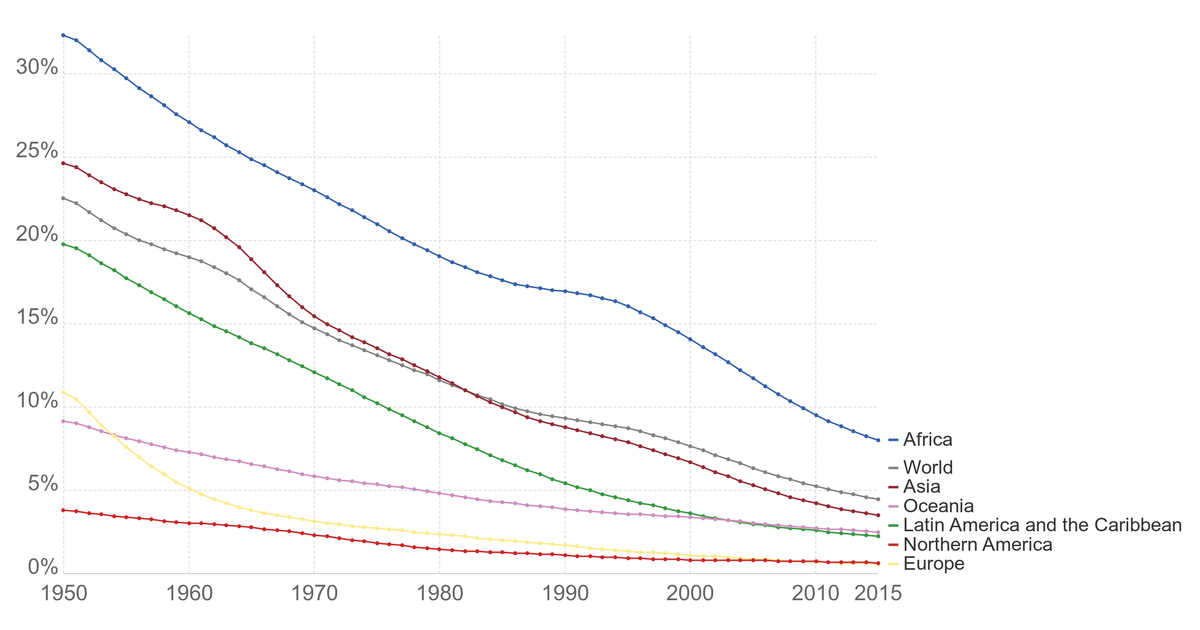 30%
25%
20%
15%
10%
5%
0%
1950 1960 1970 1980 1990 2000 2010 2015
Africa
World
Asia
Oceania
Latin America and the Caribbean
Northern America
Europe